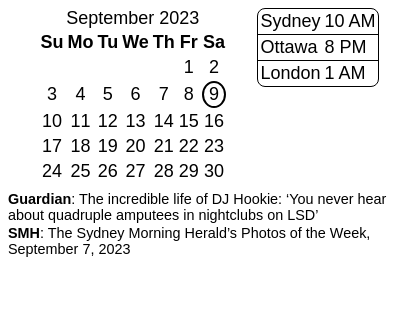 September 2023
Su Mo Tu We Th Fr Sa
1 2
3 4 5 6 7 8 9
10 11 12 13 14 15 16
17 18 19 20 21 22 23
24 25 26 27 28 29 30
Sydney 10 AM
Ottawa 8 PM
London 1 AM
Guardian: The incredible life of DJ Hookie: ‘You never hear
about quadruple amputees in nightclubs on LSD’
SMH: The Sydney Morning Herald’s Photos of the Week,
September 7, 2023